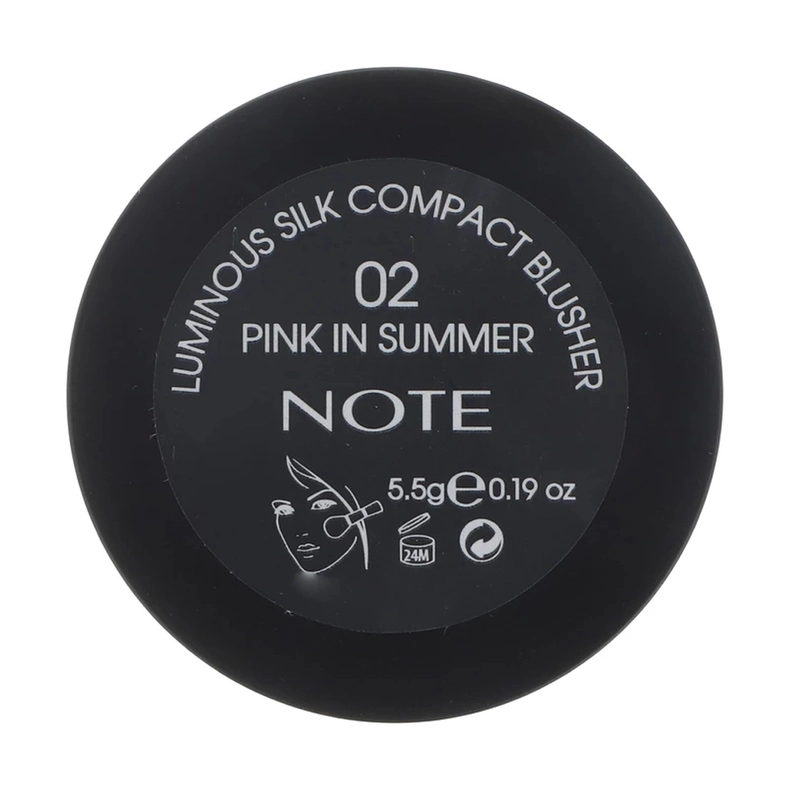 LUMINOUS SILK COMPACT BLUSHER
02
PINK IN SUMMER
NOTE
5.5g℮0.19 oz
24M